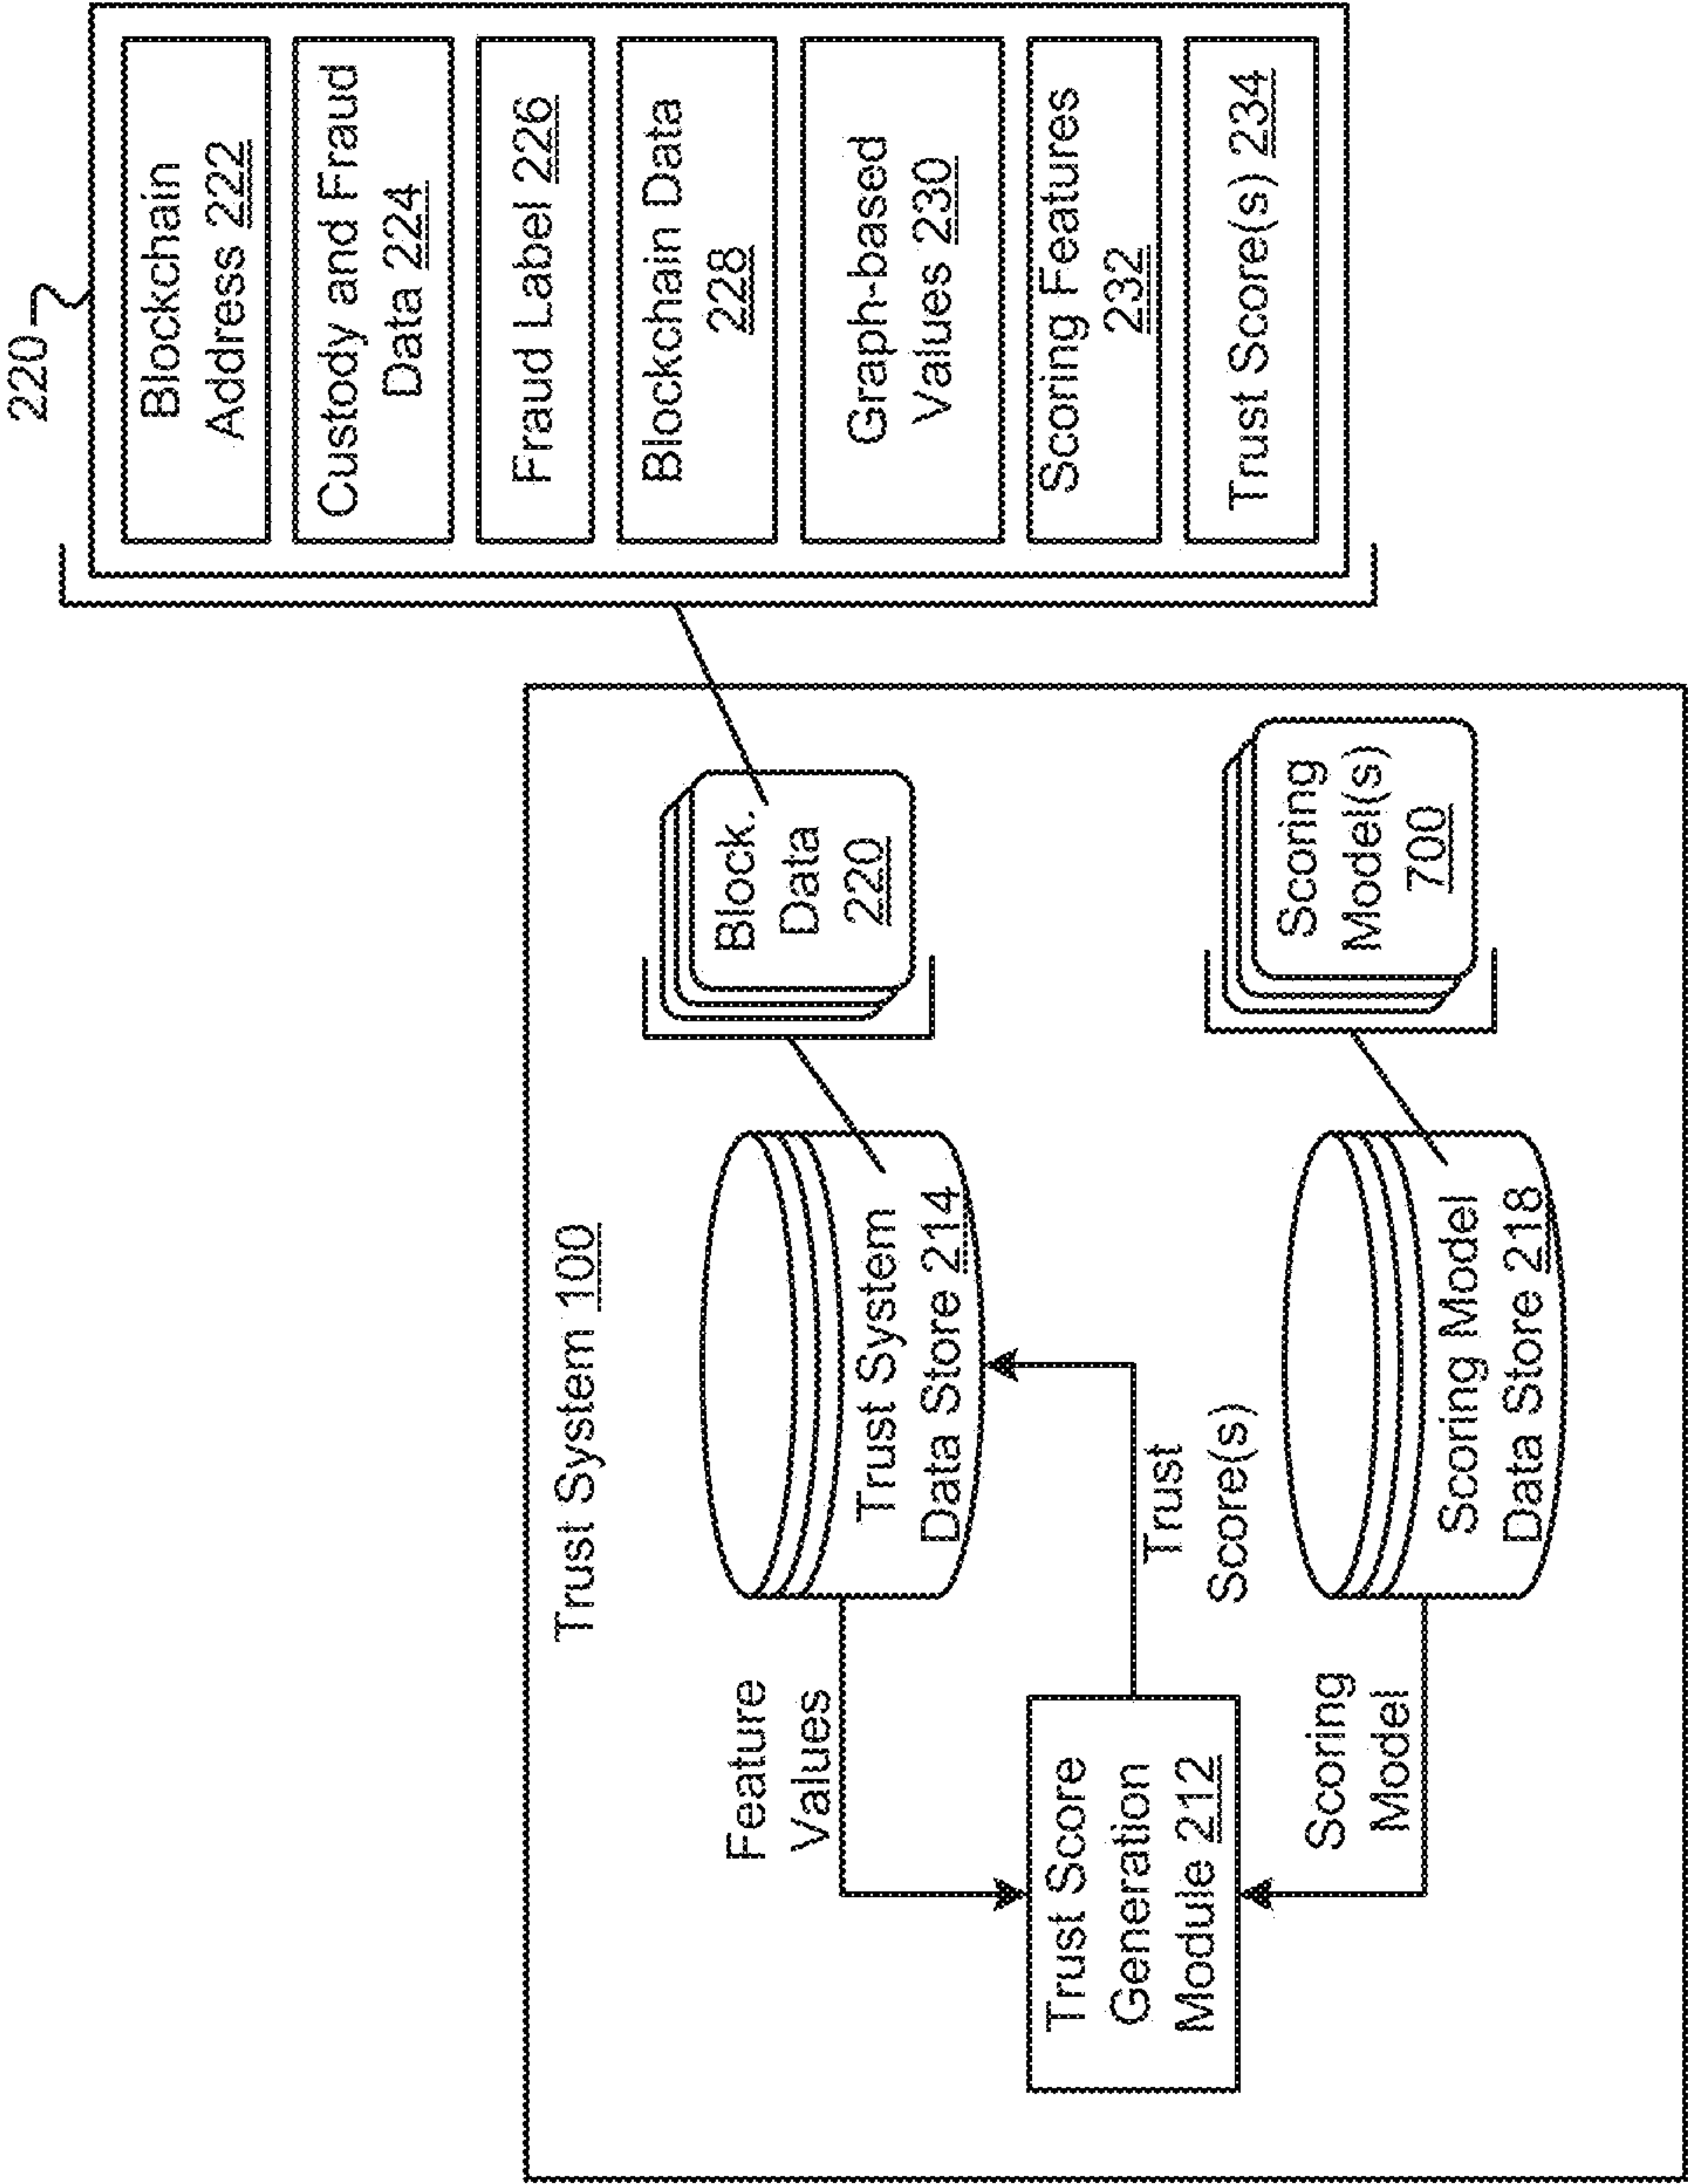 Trust System 100
Feature
Values
Trust Score
Generation
Module 212
Scoring
Model
Trust
Score(s)
Trust System
Data Store 214
Scoring Model
Data Store 218
Block.
Data
220
Scoring
Model(s)
700
220
Blockchain
Address 222
Custody and Fraud
Data 224
Fraud Label 226
Blockchain Data
228
Graph-based
Values 230
Scoring Features
232
Trust Score(s) 234